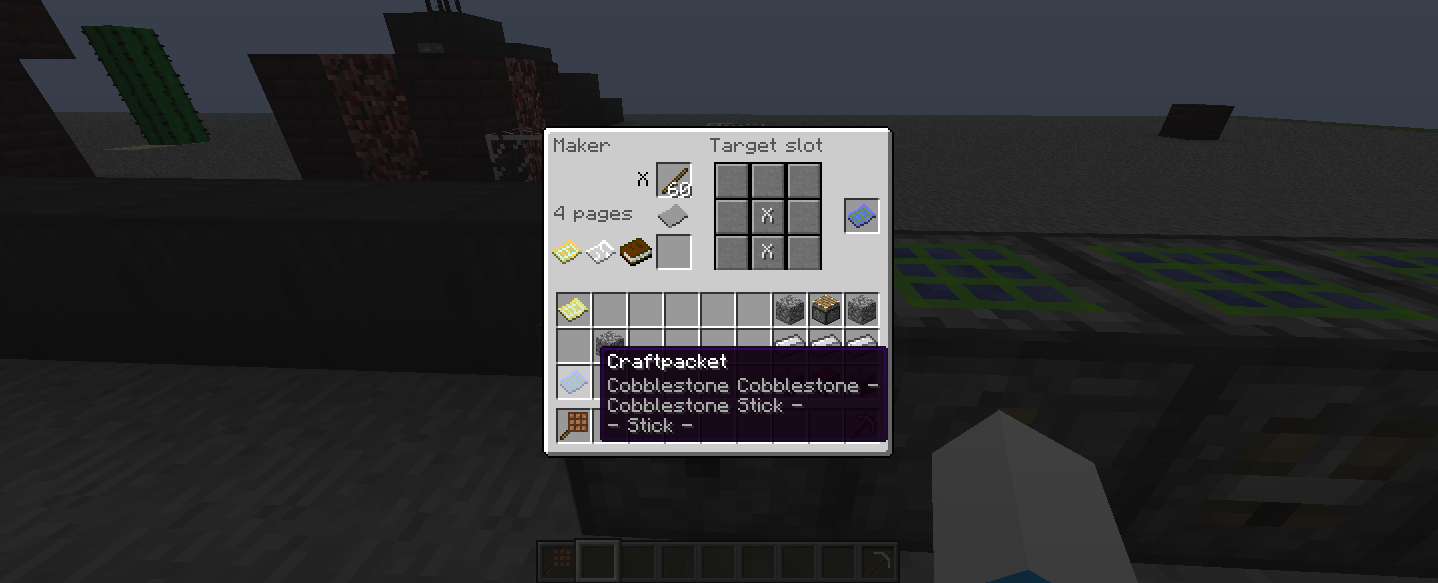 Maker
Target slot
X
60
4 pages
X
X
Craftpacket
Cobblestone Cobblestone -
Cobblestone Stick -
- Stick -